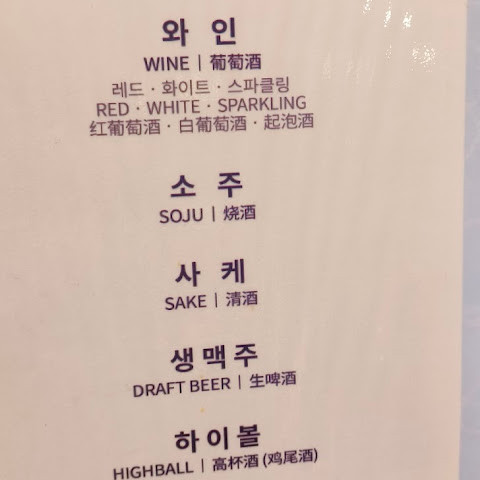 와 인
WINE | 葡萄酒
레드 · 화이트 · 스파클링
RED · WHITE · SPARKLING
红葡萄酒 · 白葡萄酒 · 起泡酒
소 주
SOJU | 烧酒
사 케
SAKE | 清酒
생맥주
DRAFT BEER | 生啤酒
하이볼
HIGHBALL | 高杯酒 (鸡尾酒)